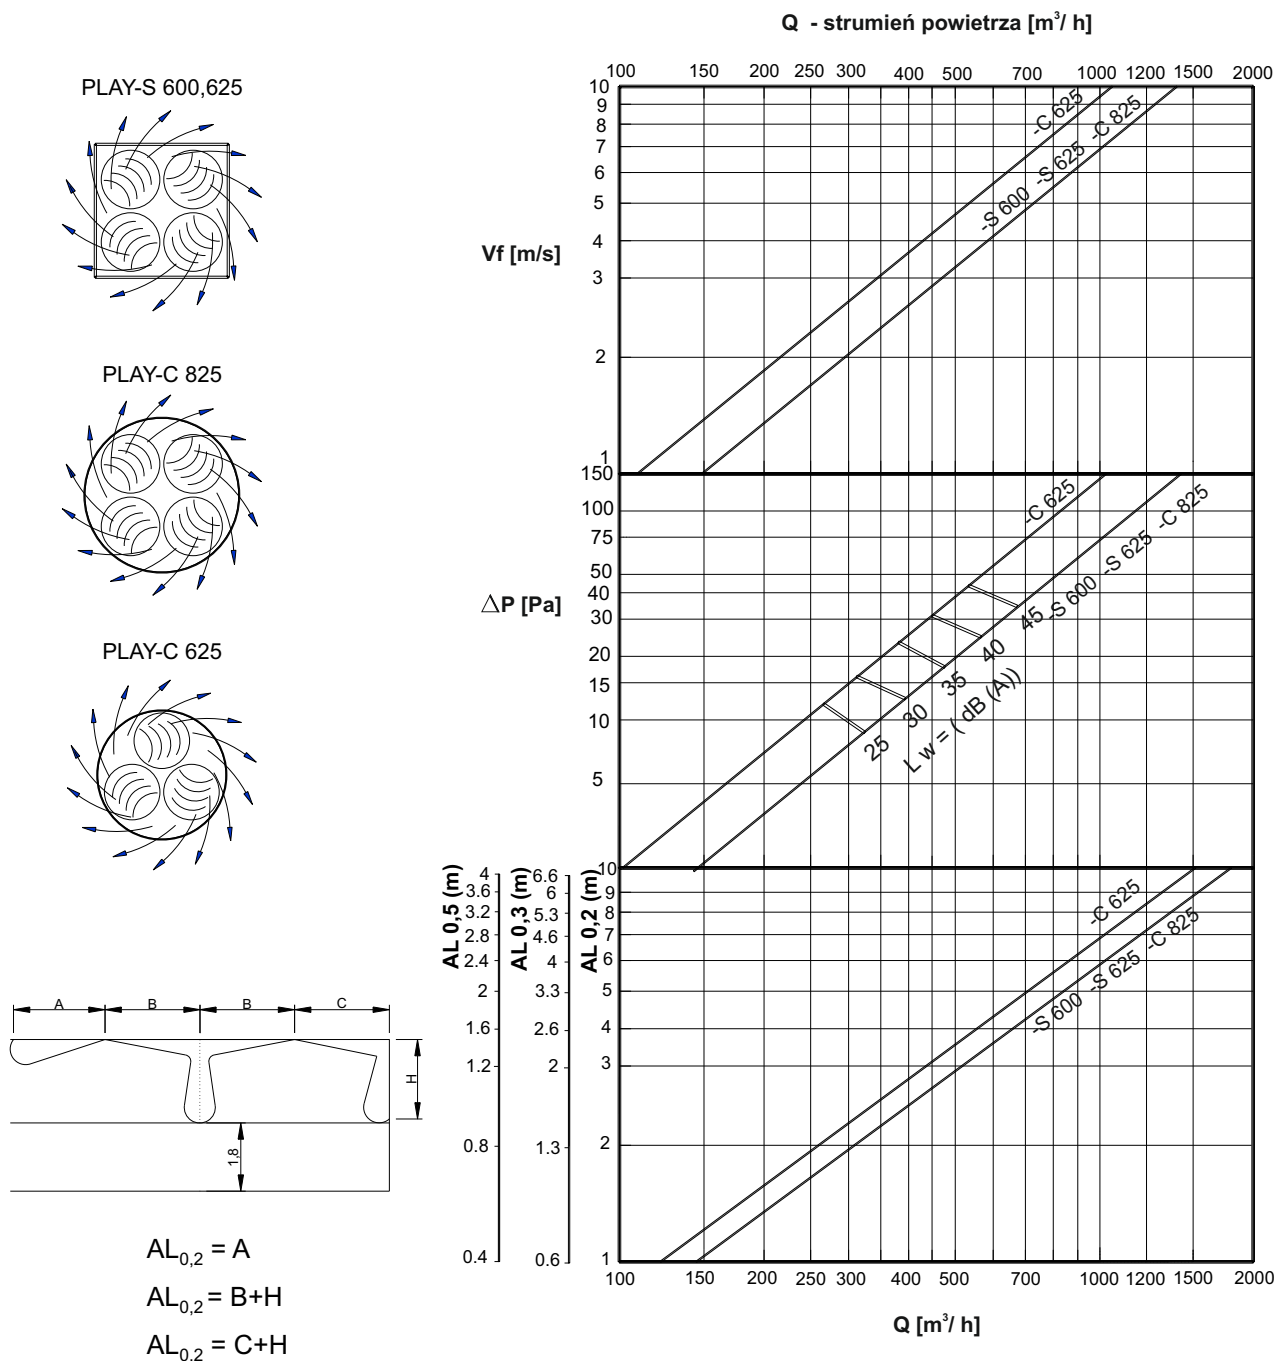 Q - strumień powietrza [m³/ h]
100 150 200 250 300 400 500 700 1000 1200 1500 2000
PLAY-S 600,625
PLAY-C 825
PLAY-C 625
Vf [m/s]
10
9
8
7
6
5
4
3
2
1
-C 625
-S 600 -S 625 -C 825
ΔP [Pa]
150
100
75
50
40
30
20
15
10
5
1
-C 625
-S 600 -S 625 -C 825
45
40
35
30
25
L w = ( dB (A))
AL 0,5 (m)
4
3.6
3.2
2.8
2.4
2
1.6
1.2
0.8
0.4
AL 0,3 (m)
6.6
6
5.3
4.6
4
3.3
2.6
2
1.3
0.6
AL 0,2 (m)
10
9
8
7
6
5
4
3
2
1
-C 625
-S 600 -S 625 -C 825
100 150 200 250 300 400 500 700 1000 1200 1500 2000
Q [m³/ h]
A B B C
H
1,8
AL0,2 = A
AL0,2 = B+H
AL0,2 = C+H